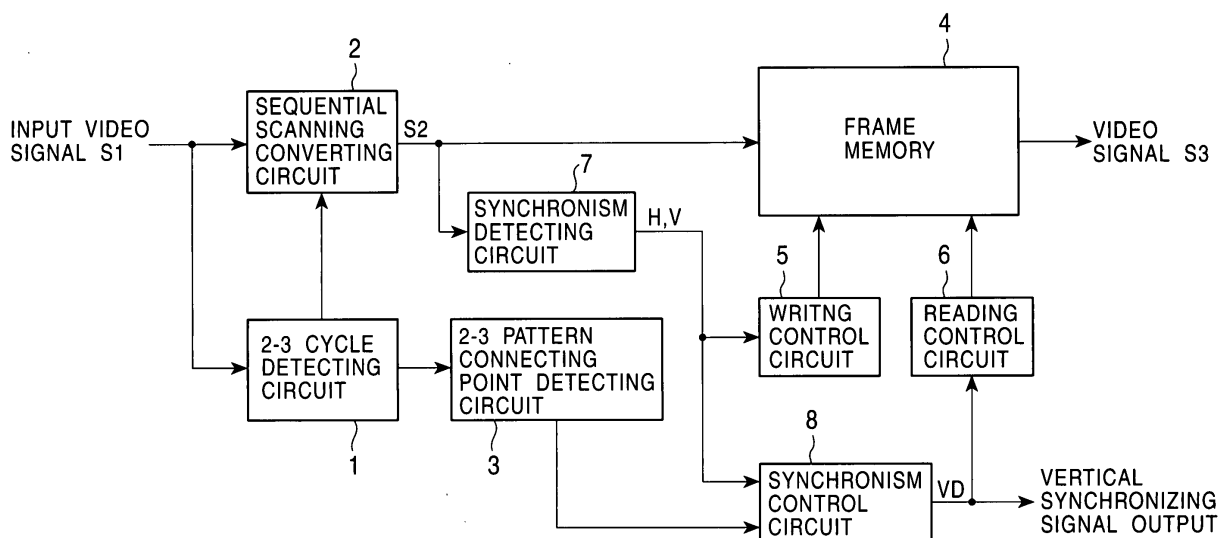 2
4
SEQUENTIAL
SCANNING
CONVERTING
CIRCUIT
INPUT VIDEO
SIGNAL S1
S2
FRAME
MEMORY
VIDEO
SIGNAL S3
7
SYNCHRONISM
DETECTING
CIRCUIT
H,V
5
6
WRITNG
CONTROL
CIRCUIT
READING
CONTROL
CIRCUIT
2-3 CYCLE
DETECTING
CIRCUIT
2-3 PATTERN
CONNECTING
POINT DETECTING
CIRCUIT
1
3
8
SYNCHRONISM
CONTROL
CIRCUIT
VD
VERTICAL
SYNCHRONIZING
SIGNAL OUTPUT